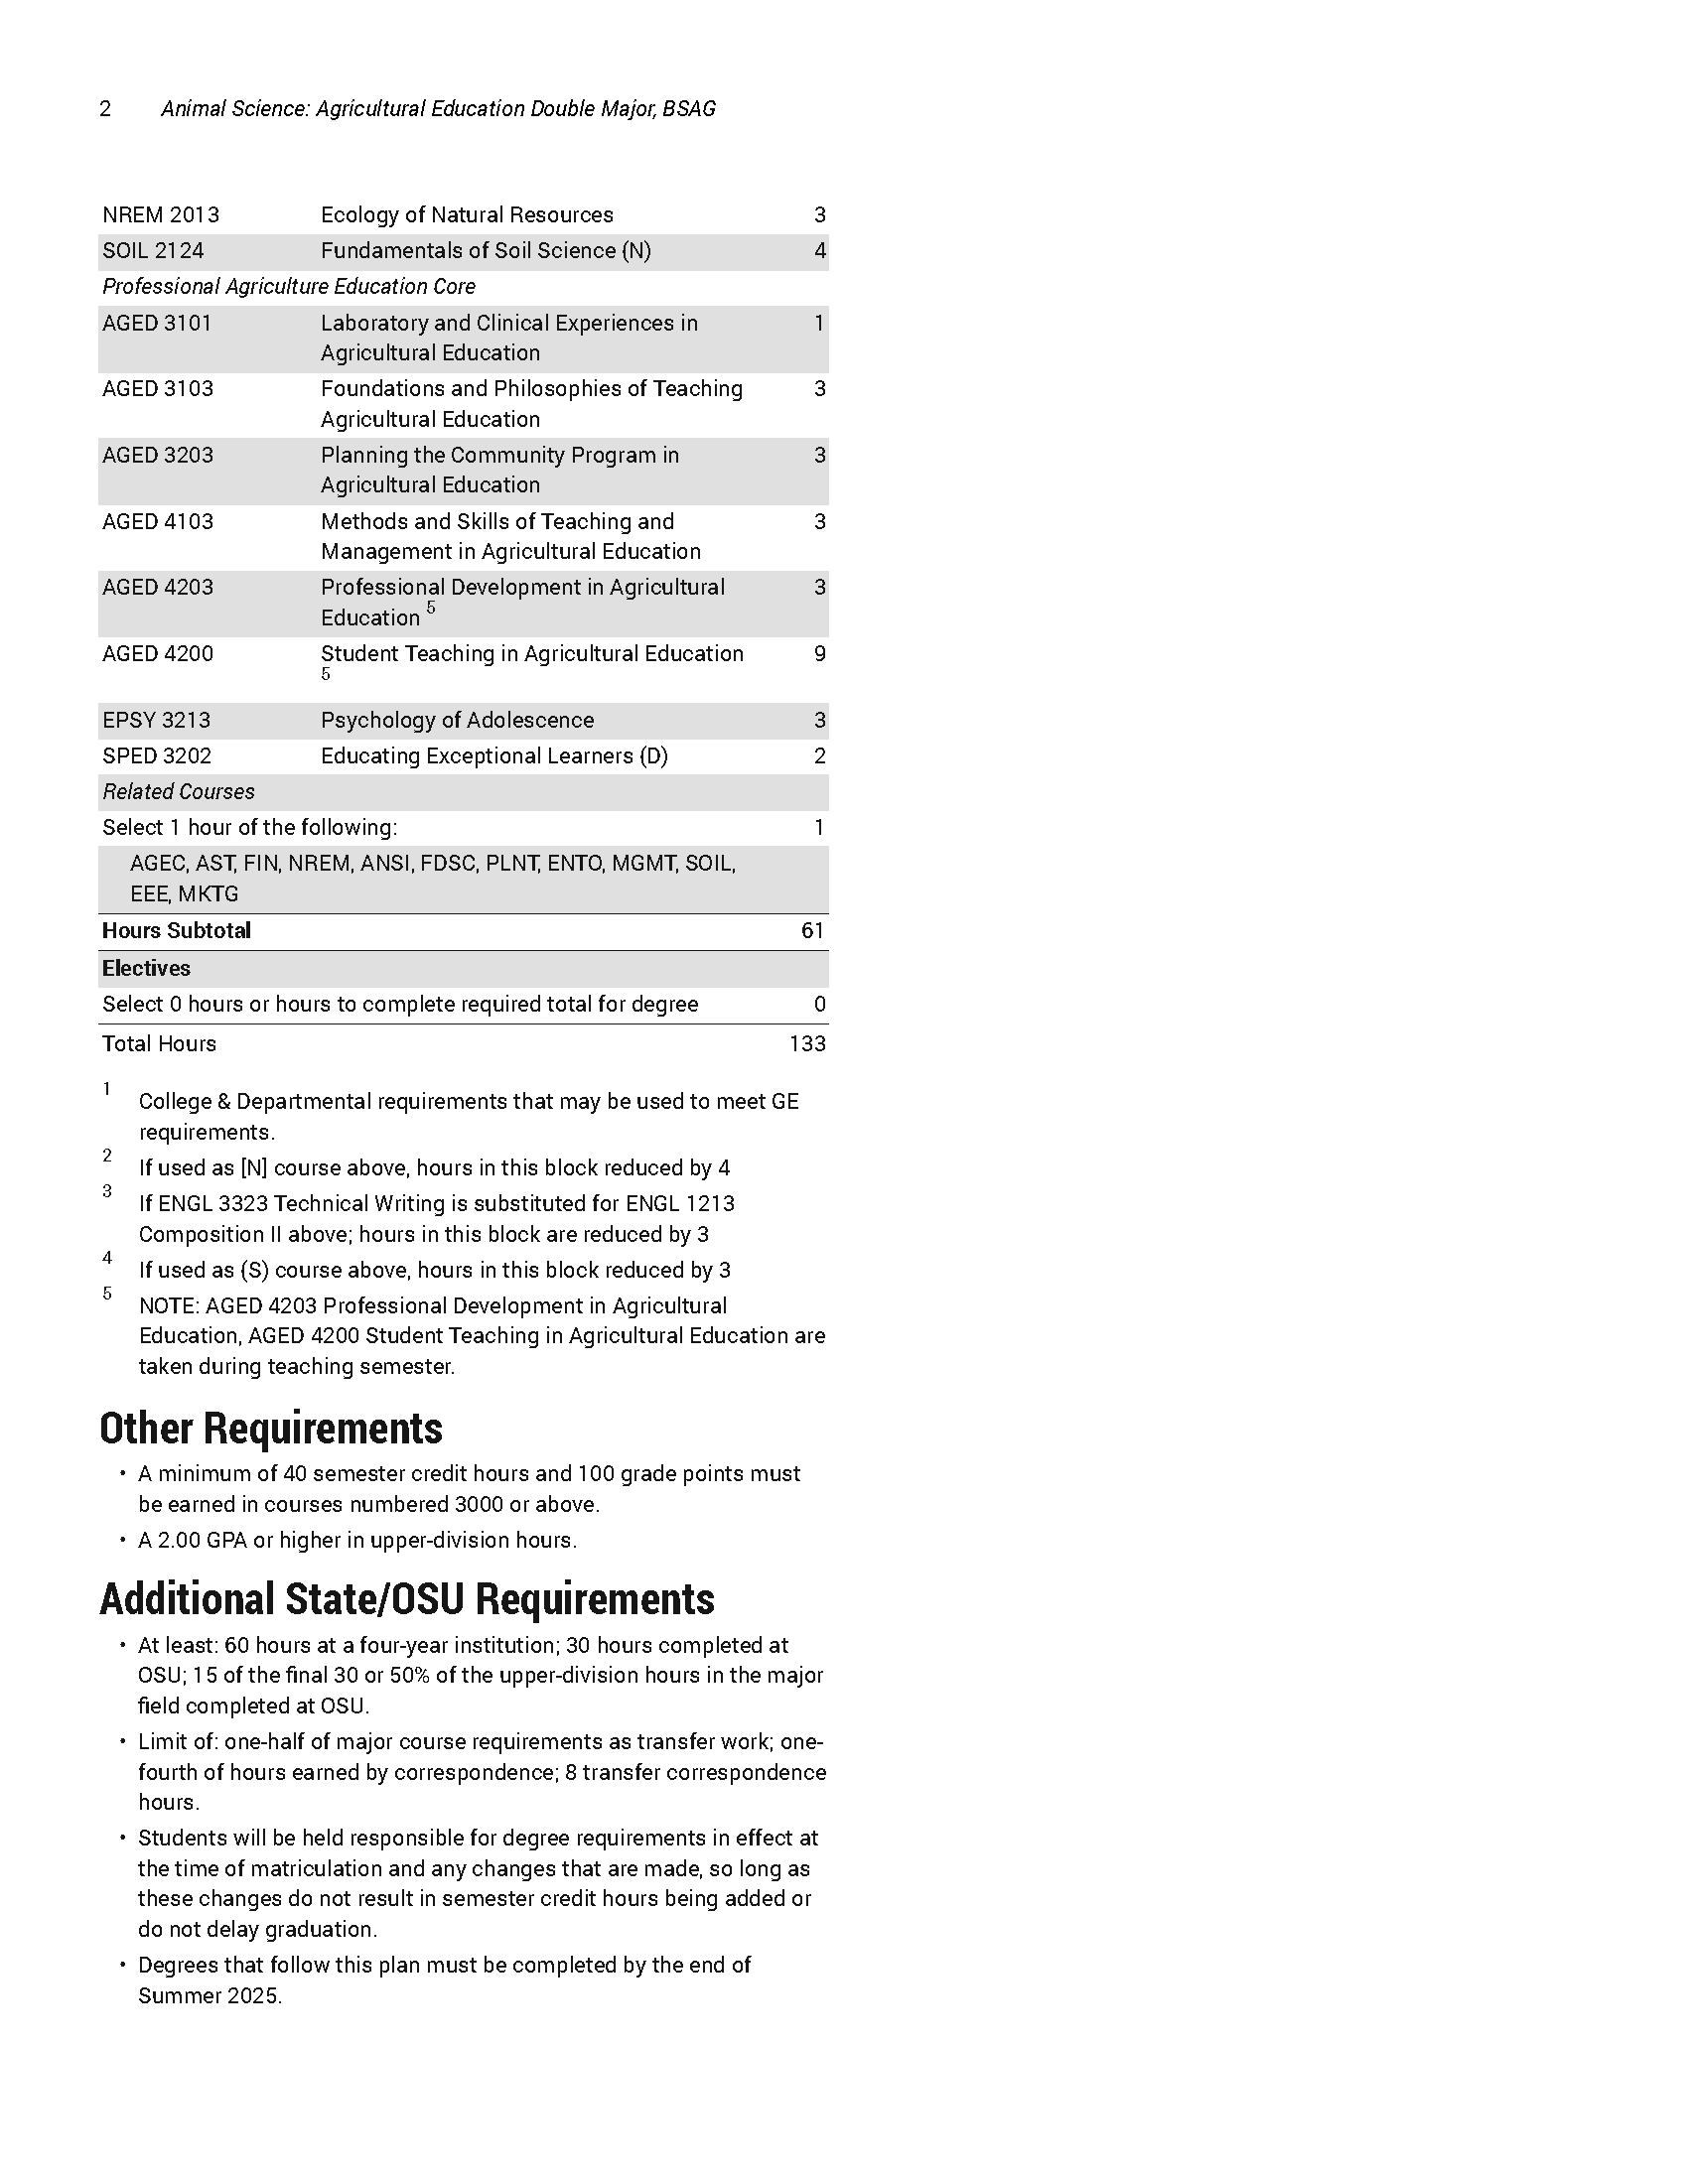 2 Animal Science: Agricultural Education Double Major, BSAG
NREM 2013 Ecology of Natural Resources 3
SOIL 2124 Fundamentals of Soil Science (N) 4
Professional Agriculture Education Core
AGED 3101 Laboratory and Clinical Experiences in 1
Agricultural Education
AGED 3103 Foundations and Philosophies of Teaching 3
Agricultural Education
AGED 3203 Planning the Community Program in 3
Agricultural Education
AGED 4103 Methods and Skills of Teaching and 3
Management in Agricultural Education
AGED 4203 Professional Development in Agricultural 3
Education 5
AGED 4200 Student Teaching in Agricultural Education 9
5
EPSY 3213 Psychology of Adolescence 3
SPED 3202 Educating Exceptional Learners (D) 2
Related Courses
Select 1 hour of the following: 1
AGEC, AST, FIN, NREM, ANSI, FDSC, PLNT, ENTO, MGMT, SOIL,
EEE, MKTG
Hours Subtotal 61
Electives
Select 0 hours or hours to complete required total for degree 0
Total Hours 133
1 College & Departmental requirements that may be used to meet GE
requirements.
2 If used as [N] course above, hours in this block reduced by 4
3 If ENGL 3323 Technical Writing is substituted for ENGL 1213
Composition II above; hours in this block are reduced by 3
4 If used as (S) course above, hours in this block reduced by 3
5 NOTE: AGED 4203 Professional Development in Agricultural
Education, AGED 4200 Student Teaching in Agricultural Education are
taken during teaching semester.
Other Requirements
• A minimum of 40 semester credit hours and 100 grade points must
be earned in courses numbered 3000 or above.
• A 2.00 GPA or higher in upper-division hours.
Additional State/OSU Requirements
• At least: 60 hours at a four-year institution; 30 hours completed at
OSU; 15 of the final 30 or 50% of the upper-division hours in the major
field completed at OSU.
• Limit of: one-half of major course requirements as transfer work; one-
fourth of hours earned by correspondence; 8 transfer correspondence
hours.
• Students will be held responsible for degree requirements in effect at
the time of matriculation and any changes that are made, so long as
these changes do not result in semester credit hours being added or
do not delay graduation.
• Degrees that follow this plan must be completed by the end of
Summer 2025.